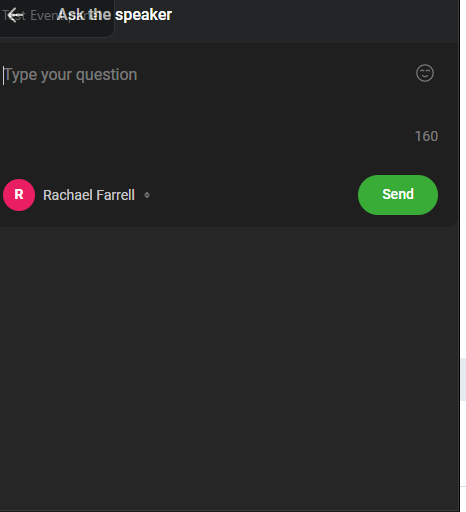 Ask the speaker
Type your question
160
R Rachael Farrell
Send